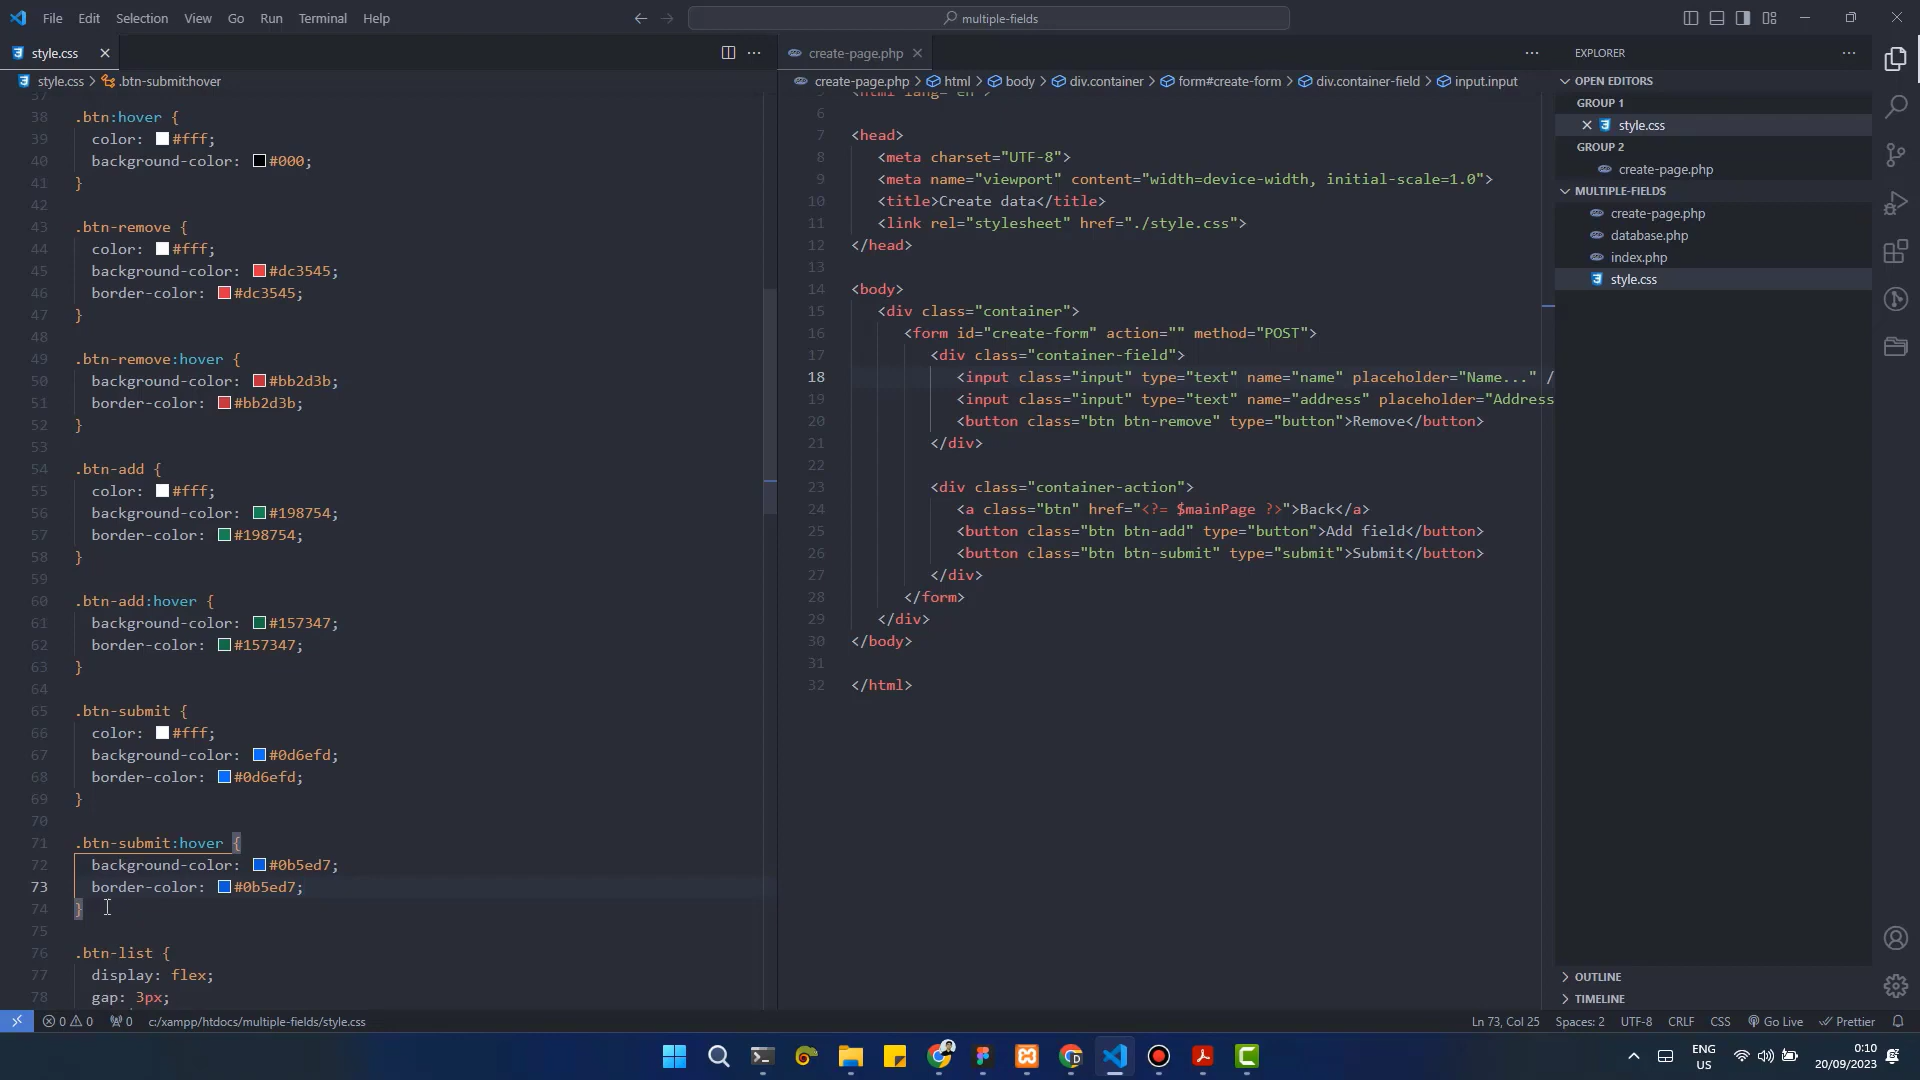 File Edit Selection View Go Run Terminal Help
multiple-fields
style.css
style.css > .btn-submit:hover
38 .btn:hover {
39 color: #fff;
40 background-color: #000;
41 }
42
43 .btn-remove {
44 color: #fff;
45 background-color: #dc3545;
46 border-color: #dc3545;
47 }
48
49 .btn-remove:hover {
50 background-color: #bb2d3b;
51 border-color: #bb2d3b;
52 }
53
54 .btn-add {
55 color: #fff;
56 background-color: #198754;
57 border-color: #198754;
58 }
59
60 .btn-add:hover {
61 background-color: #157347;
62 border-color: #157347;
63 }
64
65 .btn-submit {
66 color: #fff;
67 background-color: #0d6efd;
68 border-color: #0d6efd;
69 }
70
71 .btn-submit:hover {
72 background-color: #0b5ed7;
73 border-color: #0b5ed7;
74 }
75
76 .btn-list {
77 display: flex;
78 gap: 3px;
create-page.php
create-page.php > html > body > div.container > form#create-form > div.container-field > input.input
6
7 <head>
8 <meta charset="UTF-8">
9 <meta name="viewport" content="width=device-width, initial-scale=1.0">
10 <title>Create data</title>
11 <link rel="stylesheet" href="./style.css">
12 </head>
13
14 <body>
15 <div class="container">
16 <form id="create-form" action="" method="POST">
17 <div class="container-field">
18 <input class="input" type="text" name="name" placeholder="Name..." /
19 <input class="input" type="text" name="address" placeholder="Address
20 <button class="btn btn-remove" type="button">Remove</button>
21 </div>
22
23 <div class="container-action">
24 <a class="btn" href="<?= $mainPage ?>">Back</a>
25 <button class="btn btn-add" type="button">Add field</button>
26 <button class="btn btn-submit" type="submit">Submit</button>
27 </div>
28 </form>
29 </div>
30 </body>
31
32 </html>
EXPLORER
OPEN EDITORS
GROUP 1
style.css
GROUP 2
create-page.php
MULTIPLE-FIELDS
create-page.php
database.php
index.php
style.css
OUTLINE
TIMELINE
0 0 0 c:/xampp/htdocs/multiple-fields/style.css
Ln 73, Col 25 Spaces: 2 UTF-8 CRLF CSS Go Live Prettier
ENG
US
0:10
20/09/2023